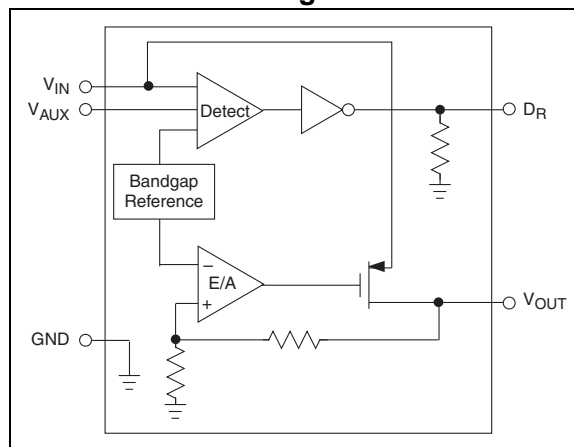 V_IN
V_AUX
Detect
D_R
Bandgap
Reference
−
E/A
+
V_OUT
GND